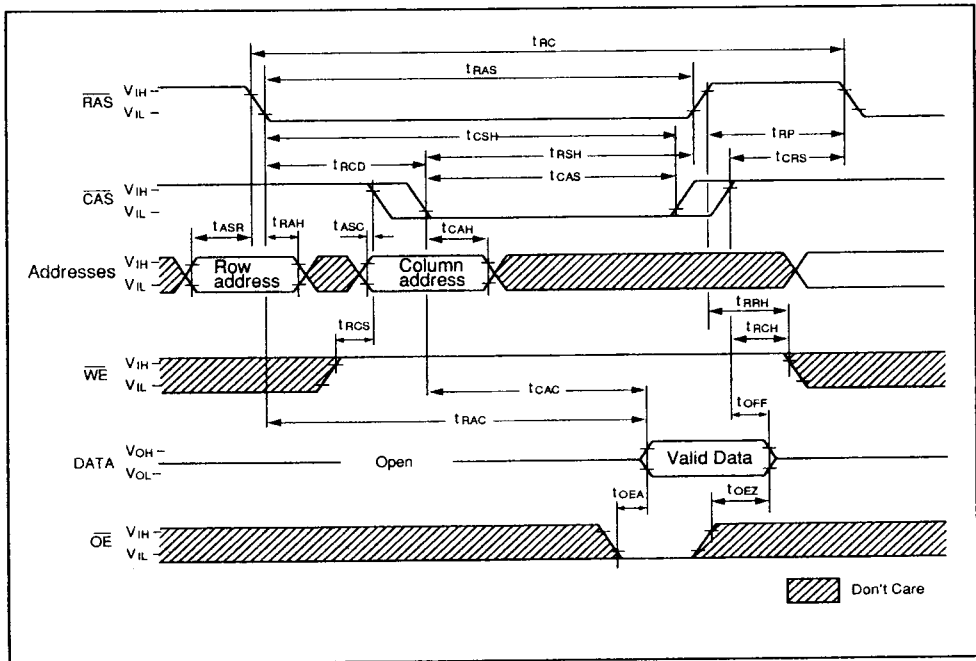 tRC
tRAS
RAS
VIH
VIL
tCSH
tRP
tRSH
tRCD
tCRS
tCAS
CAS
VIH
VIL
tASR
tRAH
tASC
tCAH
Addresses
VIH
VIL
Row address
Column address
tRRH
tRCS
tRCH
WE
VIH
VIL
tCAC
tOFF
tRAC
DATA
VOH
VOL
Open
Valid Data
tOEA
tOEZ
OE
VIH
VIL
Don't Care